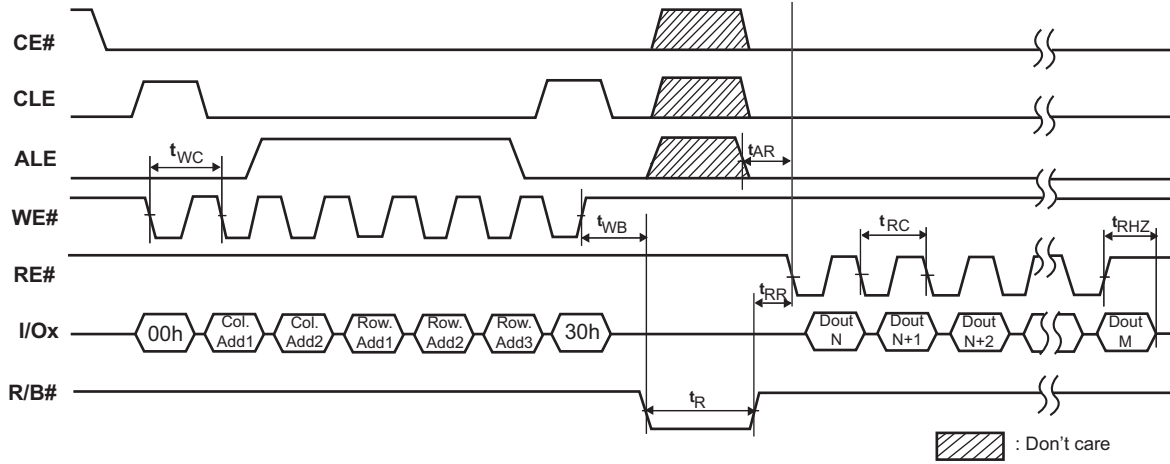 CE#
CLE
ALE
tWC
tAR
WE#
tWB
tRC
tRHZ
RE#
tRR
I/Ox
00h
Col.
Add1
Col.
Add2
Row.
Add1
Row.
Add2
Row.
Add3
30h
Dout
N
Dout
N+1
Dout
N+2
Dout
M
R/B#
tR
: Don't care